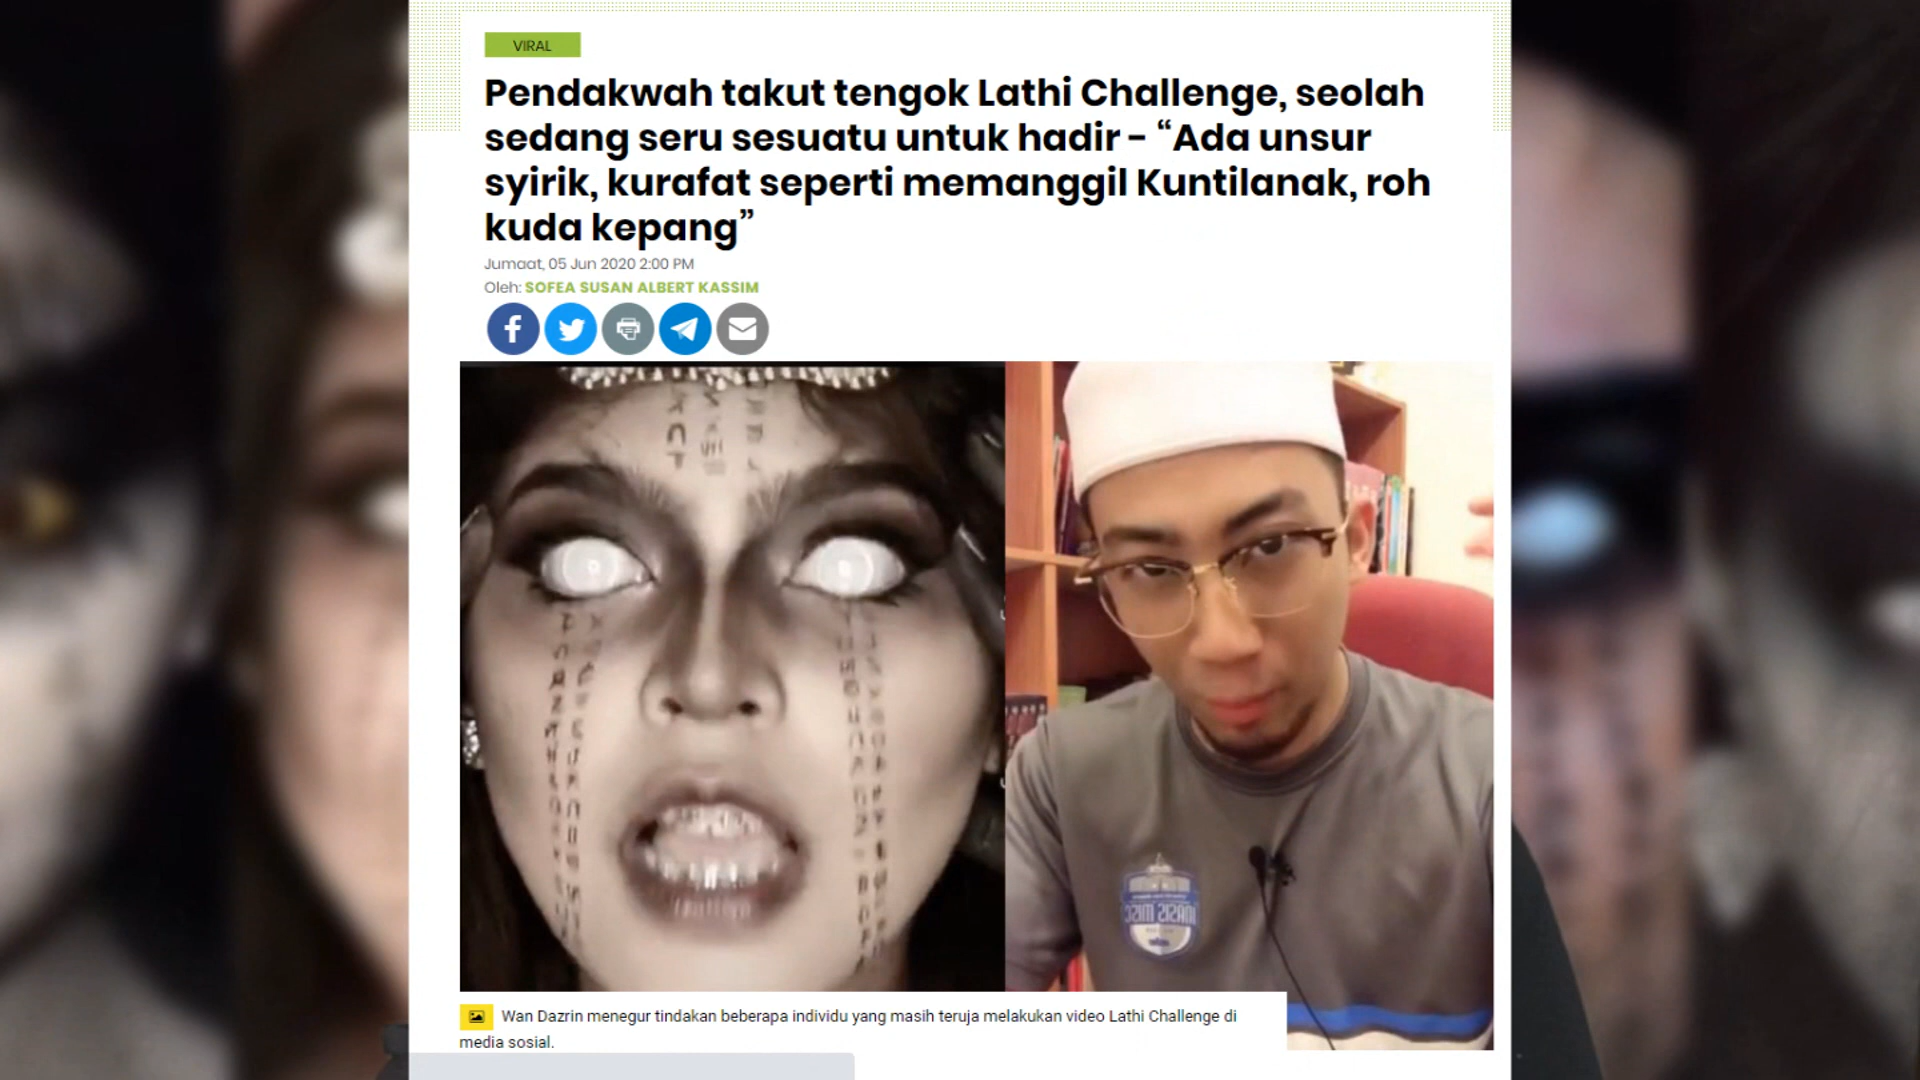 VIRAL
Pendakwah takut tengok Lathi Challenge, seolah
sedang seru sesuatu untuk hadir - “Ada unsur
syirik, kurafat seperti memanggil Kuntilanak, roh
kuda kepang”
Jumaat, 05 Jun 2020 2:00 PM
Oleh: SOFEA SUSAN ALBERT KASSIM
Wan Dazrin menegur tindakan beberapa individu yang masih teruja melakukan video Lathi Challenge di
media sosial.